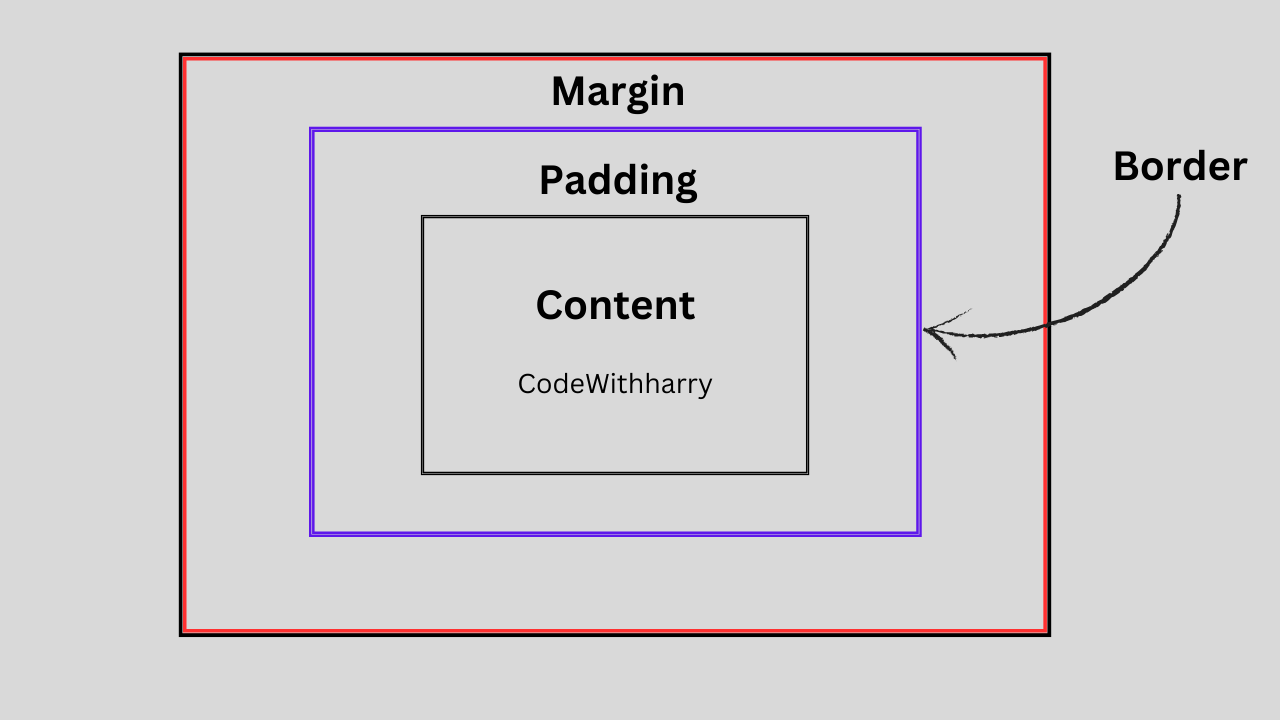 Margin
Padding
Border
Content
CodeWithharry